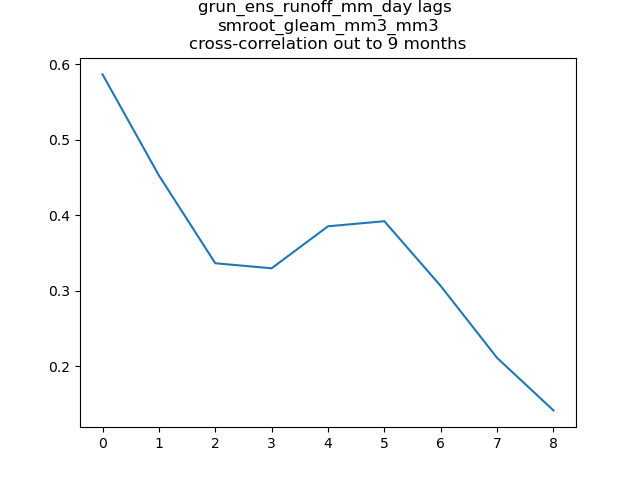 grun_ens_runoff_mm_day lags
smroot_gleam_mm3_mm3
cross-correlation out to 9 months
0.6
0.5
0.4
0.3
0.2
0 1 2 3 4 5 6 7 8